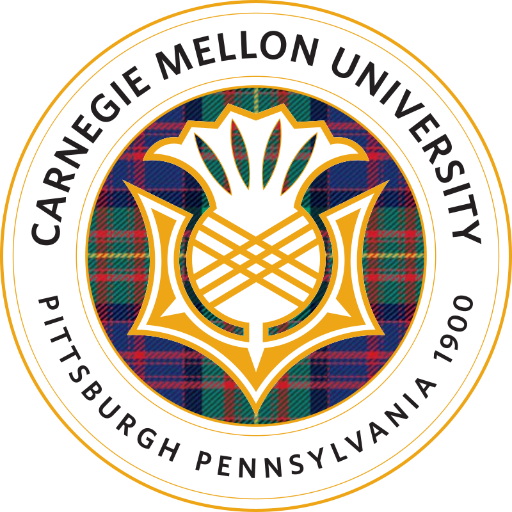 CARNEGIE MELLON UNIVERSITY
PITTSBURGH PENNSYLVANIA 1900